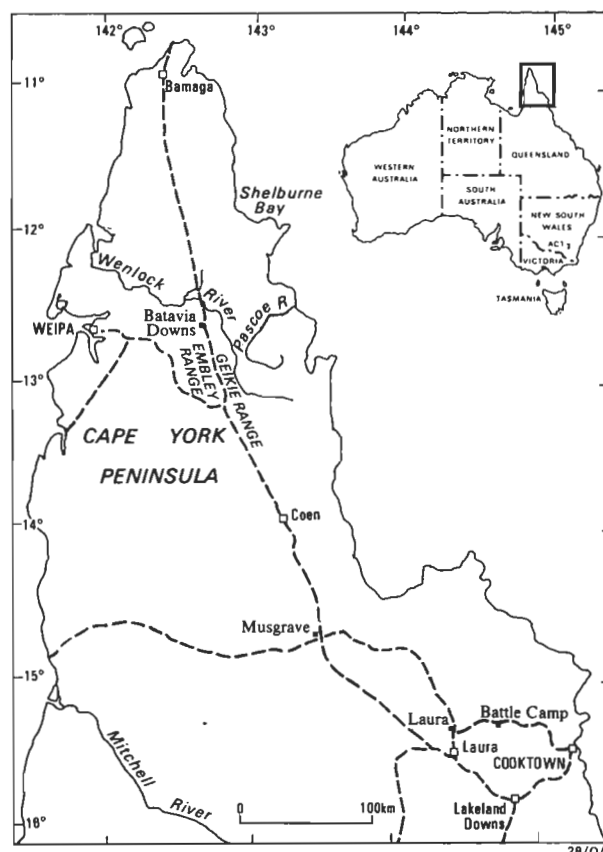 142°
143°
144°
145°
11°
12°
13°
14°
15°
16°
Bamaga
Shelburne
Bay
Wenlock
River
Pascoe R
WEIPA
Batavia
Downs
EMBLEY
RANGE
GEIKIE RANGE
CAPE YORK
PENINSULA
Coen
Musgrave
Laura
Battle Camp
Laura
COOKTOWN
Lakeland
Downs
Mitchell
River
0 100km
WESTERN
AUSTRALIA
NORTHERN
TERRITORY
QUEENSLAND
SOUTH
AUSTRALIA
NEW SOUTH
WALES
ACT
VICTORIA
TASMANIA